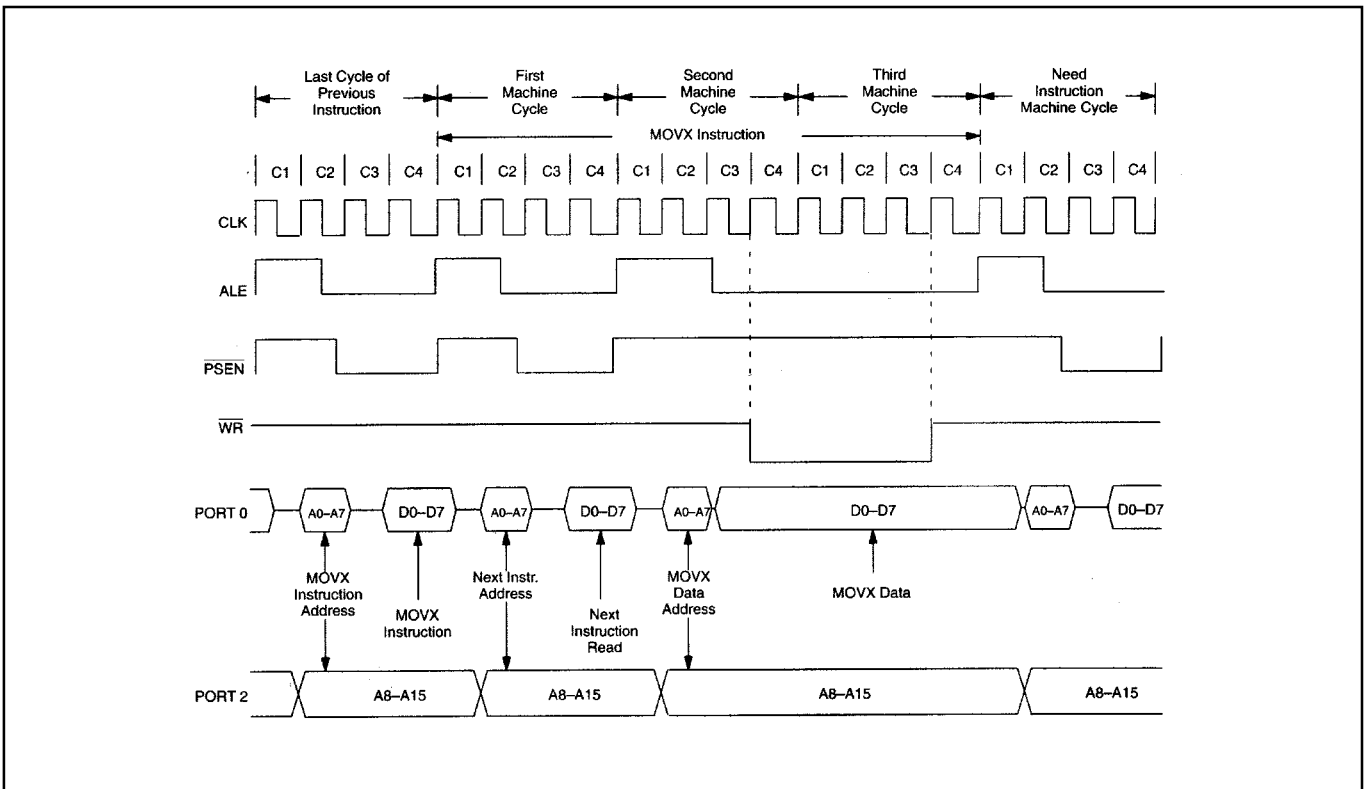 Last Cycle of
Previous
Instruction
First
Machine
Cycle
Second
Machine
Cycle
Third
Machine
Cycle
Need
Instruction
Machine Cycle
MOVX Instruction
C1 C2 C3 C4 C1 C2 C3 C4 C1 C2 C3 C4 C1 C2 C3 C4 C1 C2 C3 C4
CLK
ALE
PSEN
WR
PORT 0 A0–A7 D0–D7 A0–A7 D0–D7 A0–A7 D0–D7 A0–A7 D0–D7
MOVX
Instruction
Address
MOVX
Instruction
Next Instr.
Address
Next
Instruction
Read
MOVX
Data
Address
MOVX Data
PORT 2 A8–A15 A8–A15 A8–A15 A8–A15